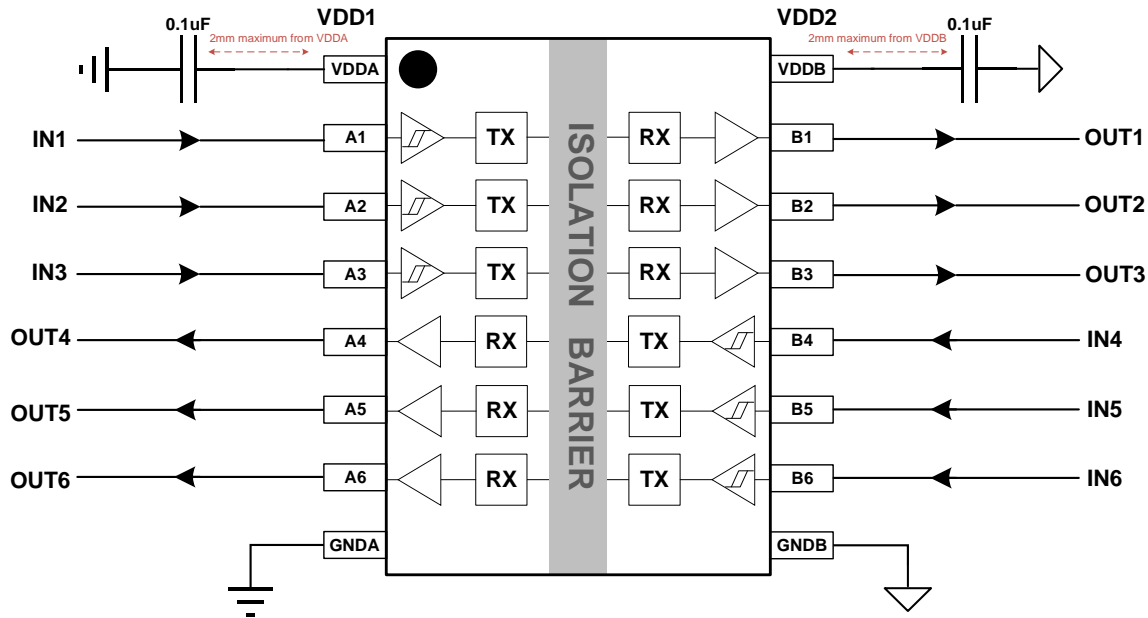 VDD1
VDD2
0.1uF
0.1uF
2mm maximum from VDDA
2mm maximum from VDDB
VDDA
VDDB
IN1
A1
TX
RX
B1
OUT1
IN2
A2
TX
RX
B2
OUT2
IN3
A3
TX
RX
B3
OUT3
OUT4
A4
RX
TX
B4
IN4
OUT5
A5
RX
TX
B5
IN5
OUT6
A6
RX
TX
B6
IN6
GNDA
GNDB
ISOLATION BARRIER